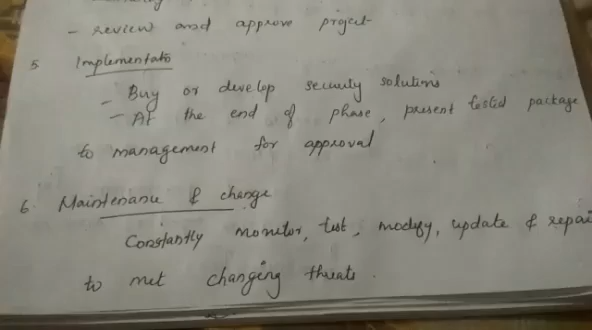 - review and approve project
5 Implementato
- Buy or develop security solutions
- At the end of phase, present tested package
to management for approval
6 Maintenance & change
Constantly monitor, test, modify, update & repai
to met changing threats.